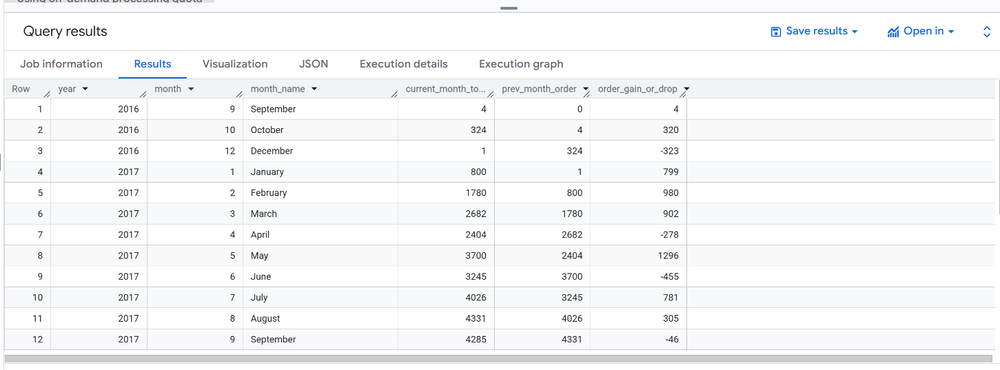 Using on-demand processing quota
Query results
Save results
Open in
Job information Results Visualization JSON Execution details Execution graph
Row year month month_name current_month_to... prev_month_order order_gain_or_drop
1 2016 9 September 4 0 4
2 2016 10 October 324 4 320
3 2016 12 December 1 324 -323
4 2017 1 January 800 1 799
5 2017 2 February 1780 800 980
6 2017 3 March 2682 1780 902
7 2017 4 April 2404 2682 -278
8 2017 5 May 3700 2404 1296
9 2017 6 June 3245 3700 -455
10 2017 7 July 4026 3245 781
11 2017 8 August 4331 4026 305
12 2017 9 September 4285 4331 -46